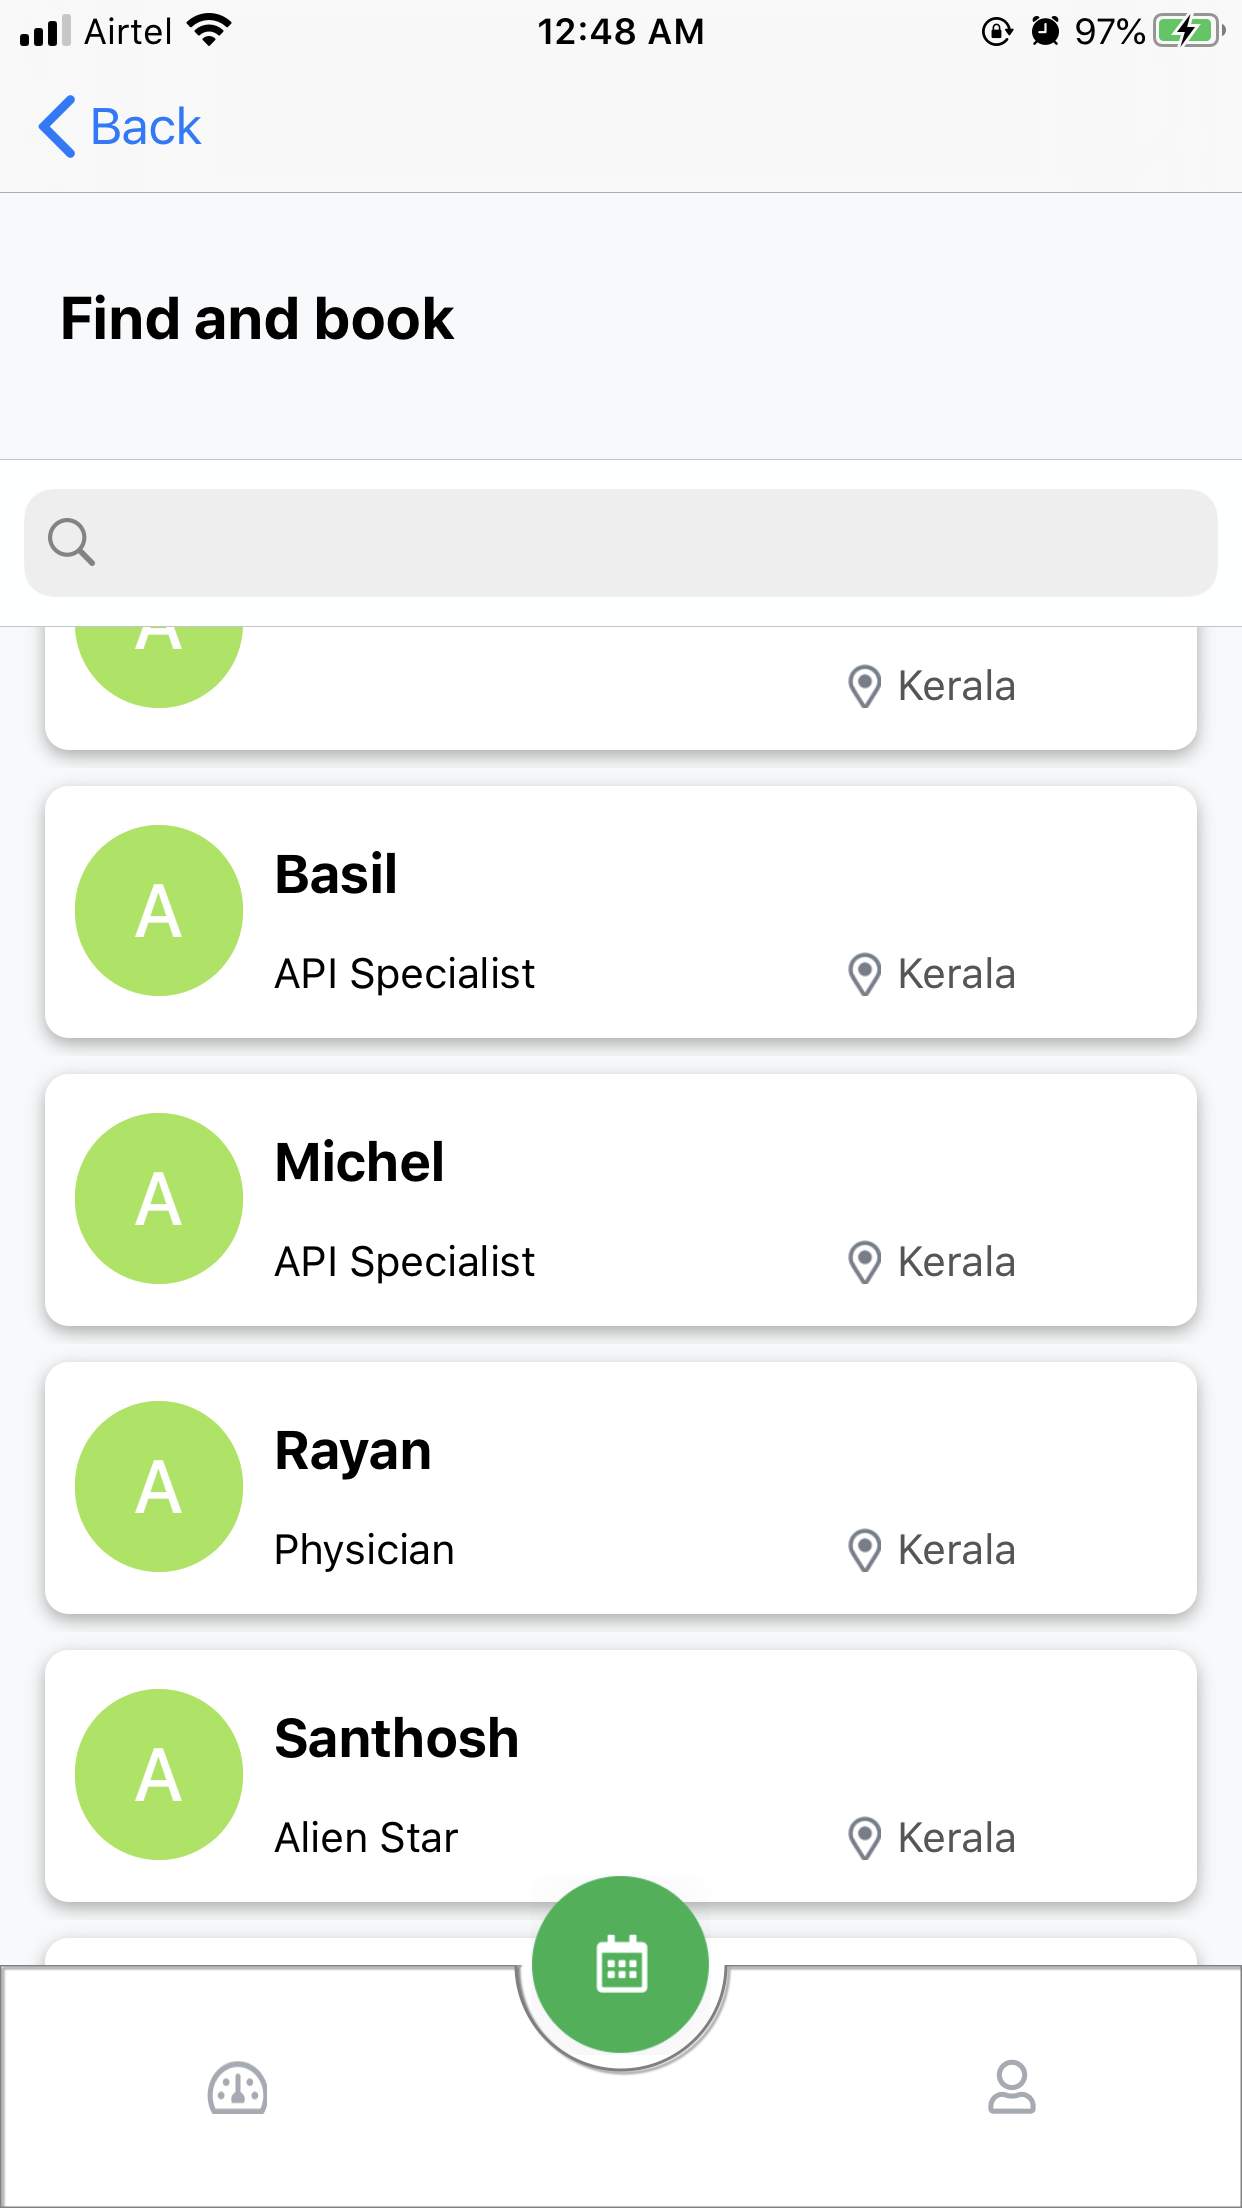 Airtel 12:48 AM 97%
Back
Find and book
A
Kerala
A
Basil
API Specialist Kerala
A
Michel
API Specialist Kerala
A
Rayan
Physician Kerala
A
Santhosh
Alien Star Kerala